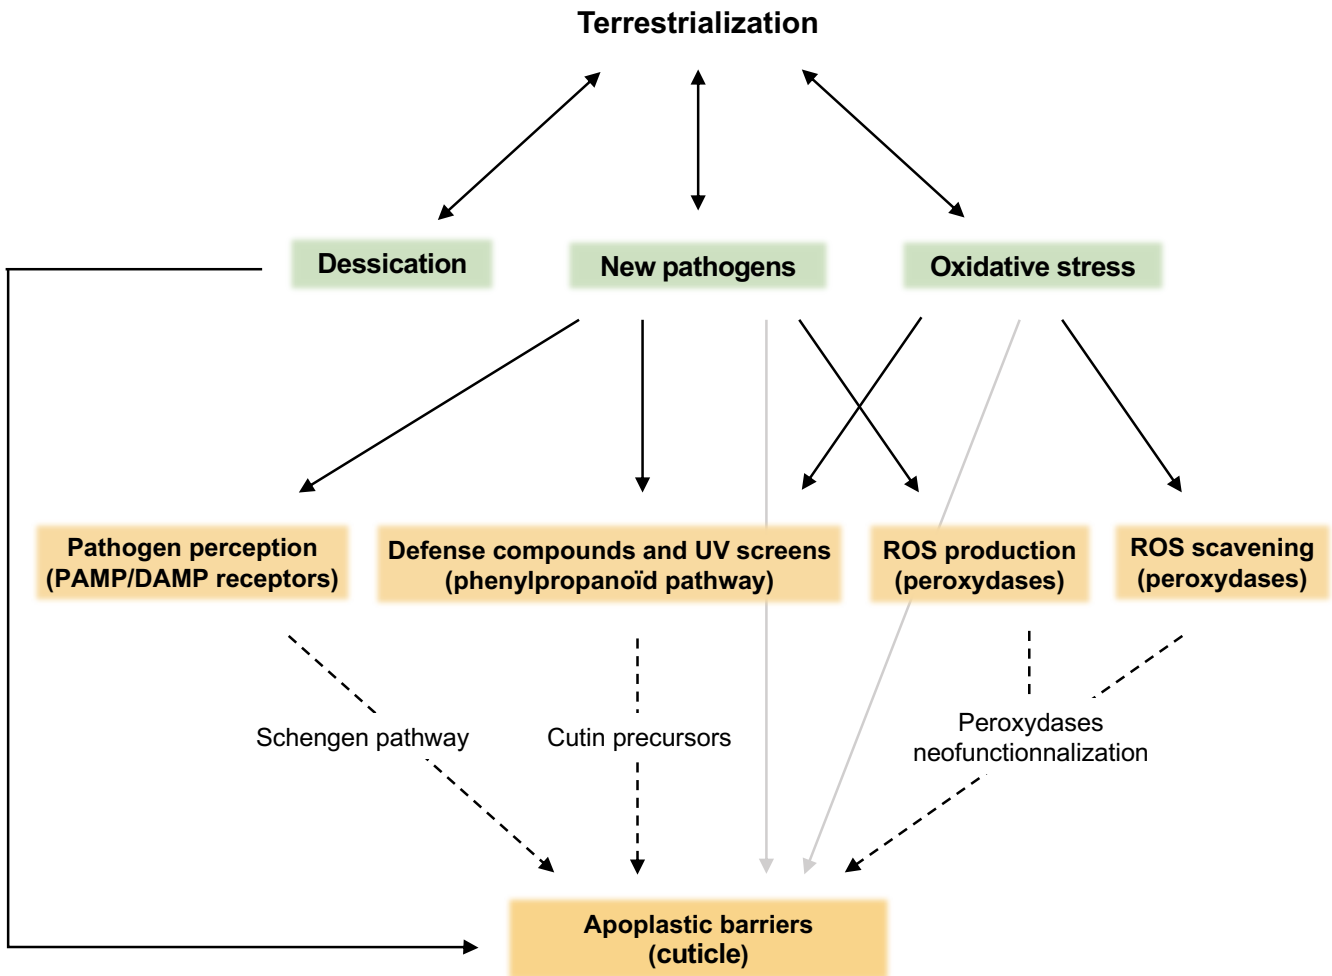 Terrestrialization
Dessication
New pathogens
Oxidative stress
Pathogen perception
(PAMP/DAMP receptors)
Defense compounds and UV screens
(phenylpropanoïd pathway)
ROS production
(peroxydases)
ROS scavening
(peroxydases)
Schengen pathway
Cutin precursors
Peroxydases
neofunctionnalization
Apoplastic barriers
(cuticle)